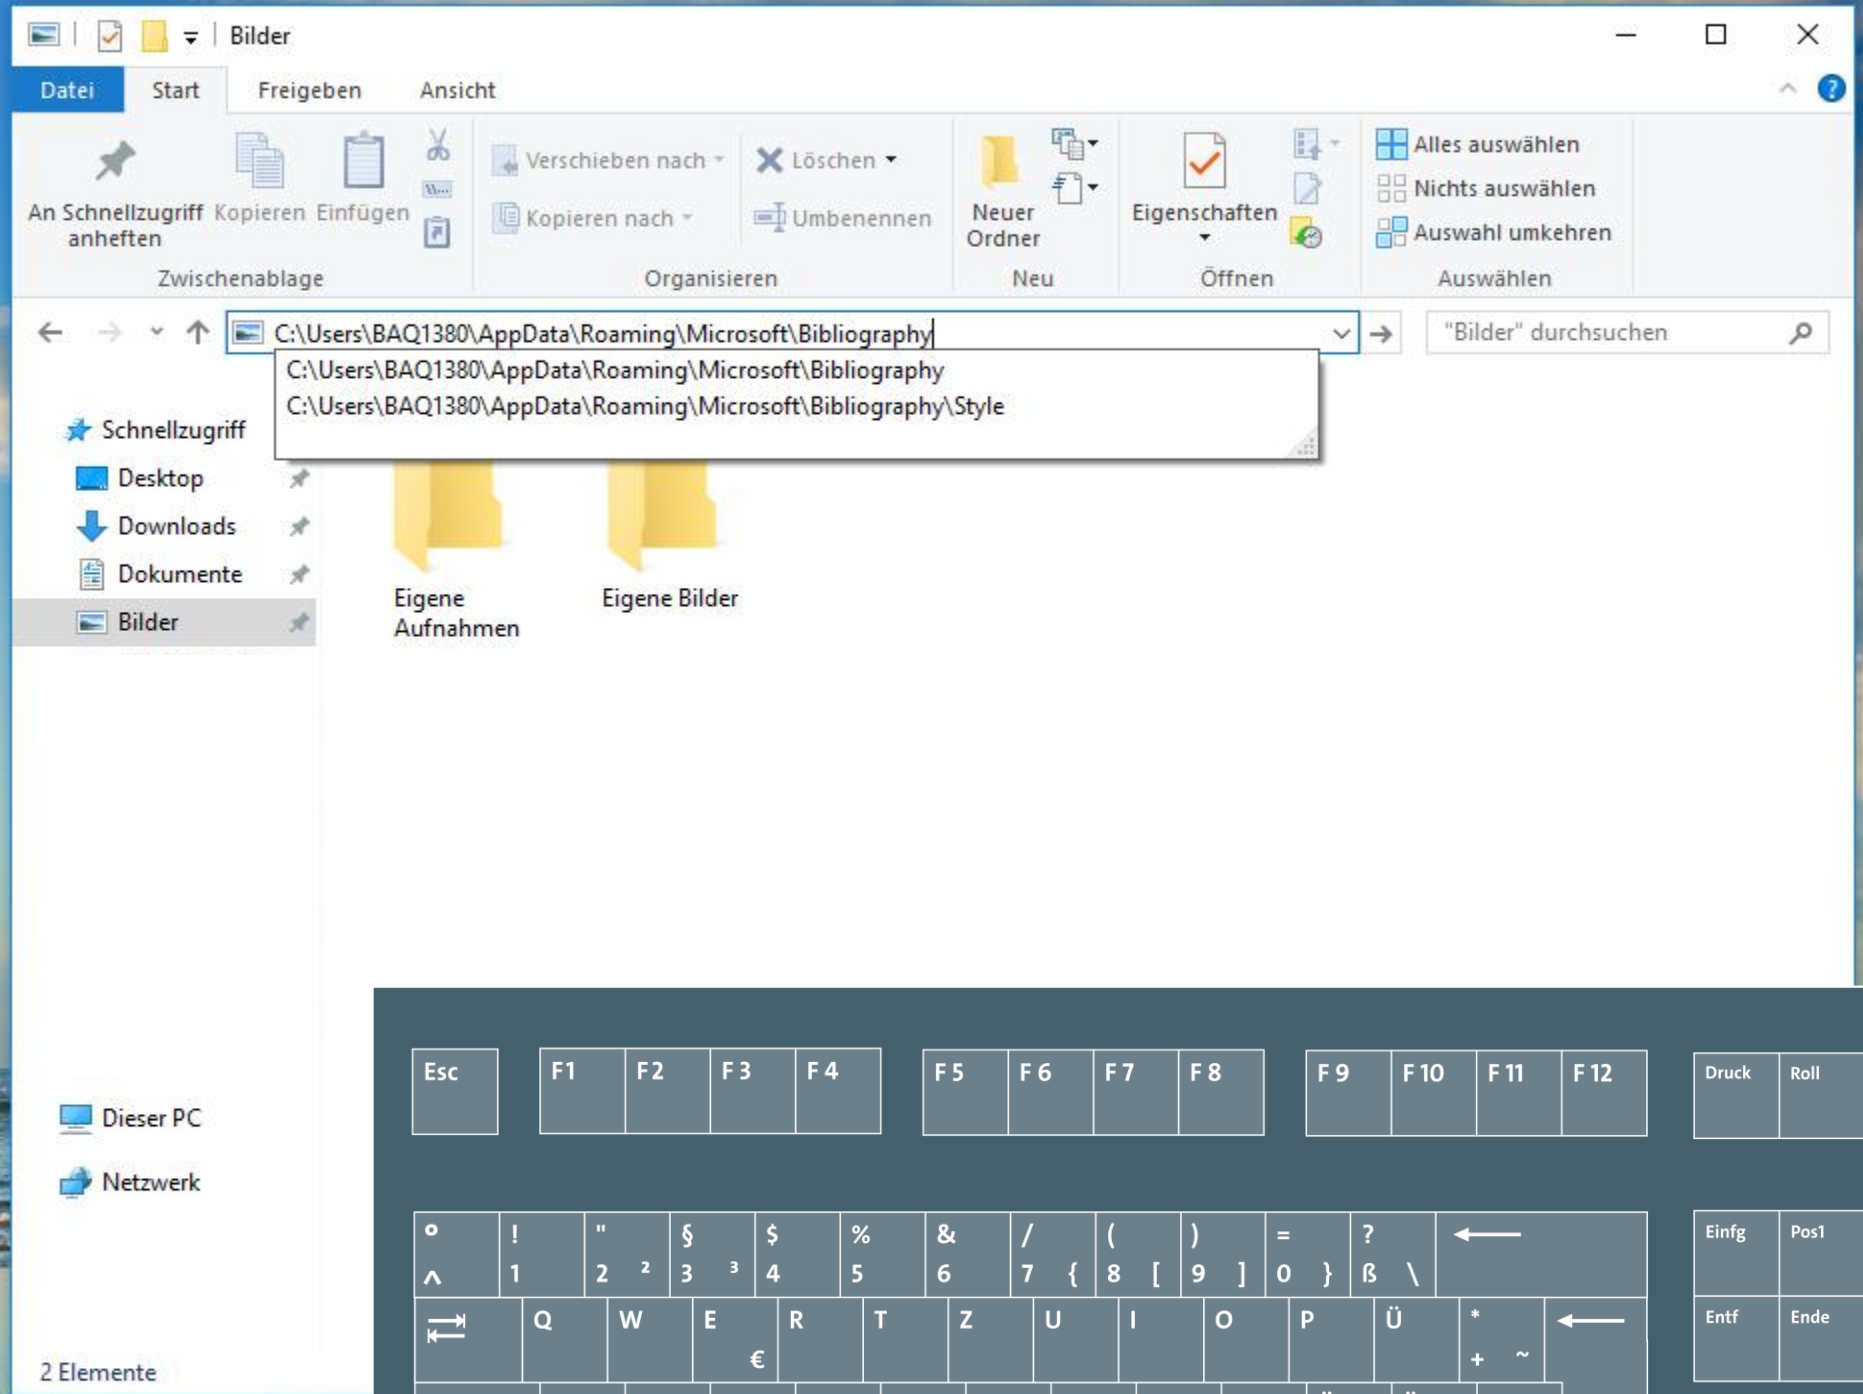 Bilder
Datei Start Freigeben Ansicht
An Schnellzugriff
anheften
Kopieren
Einfügen
Verschieben nach
Kopieren nach
Löschen
Umbenennen
Neuer
Ordner
Eigenschaften
Alles auswählen
Nichts auswählen
Auswahl umkehren
Zwischenablage Organisieren Neu Öffnen Auswählen
C:\Users\BAQ1380\AppData\Roaming\Microsoft\Bibliography
"Bilder" durchsuchen
C:\Users\BAQ1380\AppData\Roaming\Microsoft\Bibliography
C:\Users\BAQ1380\AppData\Roaming\Microsoft\Bibliography\Style
Schnellzugriff
Desktop
Downloads
Dokumente
Bilder
Eigene
Aufnahmen
Eigene Bilder
Dieser PC
Netzwerk
2 Elemente
Esc F1 F2 F3 F4 F5 F6 F7 F8 F9 F10 F11 F12 Druck Roll
° ! " § $ % & / ( ) = ? Einfg Pos1
^ 1 2 ² 3 ³ 4 5 6 7 { 8 [ 9 ] 0 } ß \
Q W E R T Z U I O P Ü * Entf Ende
€ + ~